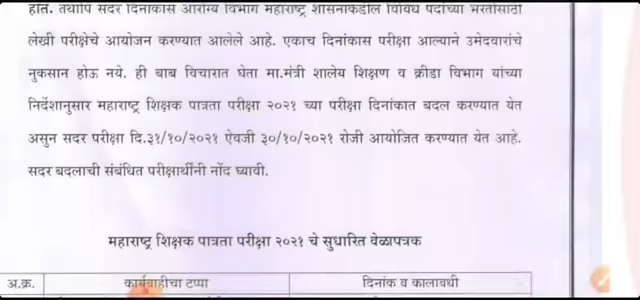 होते. तथापि सदर दिनांकास आरोग्य विभाग महाराष्ट्र शासनाकडील विविध पदांच्या भरतीसाठी
लेखी परीक्षेचे आयोजन करण्यात आलेले आहे. एकाच दिनांकास परीक्षा आल्याने उमेदवारांचे
नुकसान होऊ नये. ही बाब विचारात घेता मा.मंत्री शालेय शिक्षण व क्रीडा विभाग यांच्या
निर्देशानुसार महाराष्ट्र शिक्षक पात्रता परीक्षा २०२१ च्या परीक्षा दिनांकात बदल करण्यात येत
असुन सदर परीक्षा दि.३१/१०/२०२१ ऐवजी ३०/१०/२०२१ रोजी आयोजित करण्यात येत आहे.
सदर बदलाची संबंधित परीक्षार्थींनी नोंद घ्यावी.
महाराष्ट्र शिक्षक पात्रता परीक्षा २०२१ चे सुधारित वेळापत्रक
अ.क्र. कार्यवाहीचा टप्पा दिनांक व कालावधी